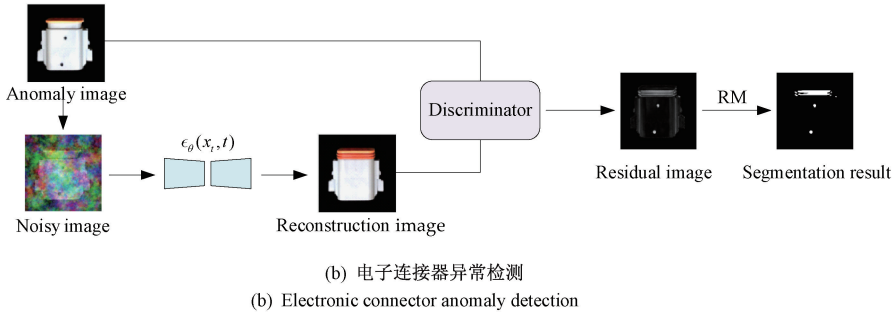 Anomaly image
Noisy image
ϵθ(xt,t)
Reconstruction image
Discriminator
Residual image
RM
Segmentation result
(b) 电子连接器异常检测
(b) Electronic connector anomaly detection